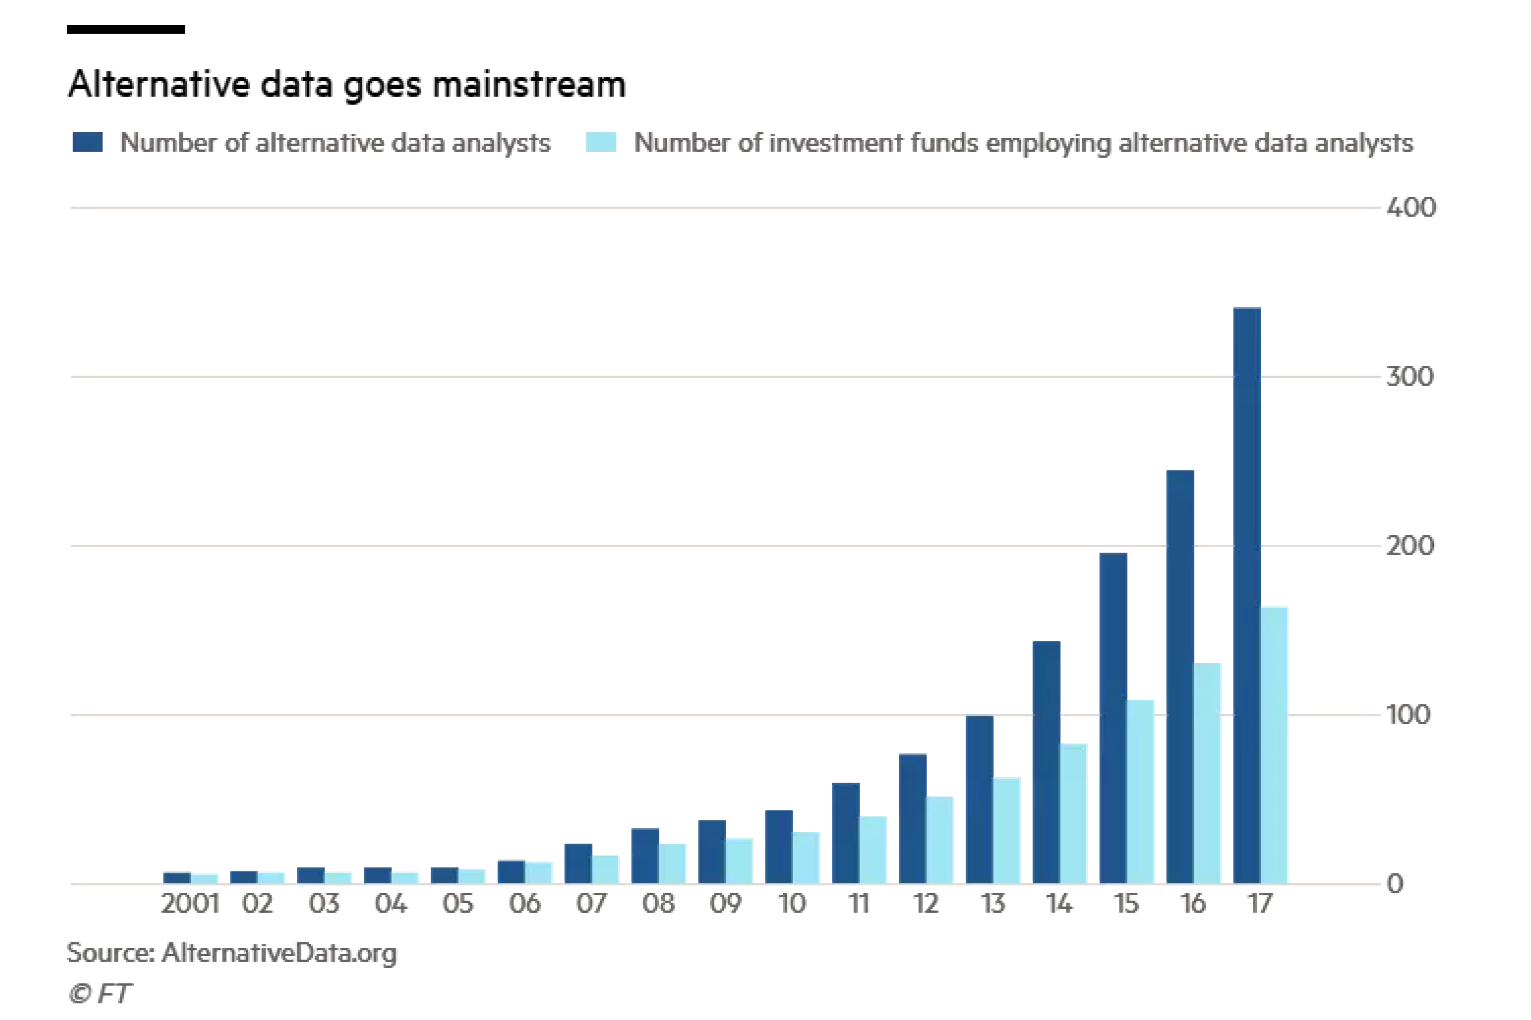 Alternative data goes mainstream
Number of alternative data analysts Number of investment funds employing alternative data analysts
400
300
200
100
0
2001 02 03 04 05 06 07 08 09 10 11 12 13 14 15 16 17
Source: AlternativeData.org
© FT